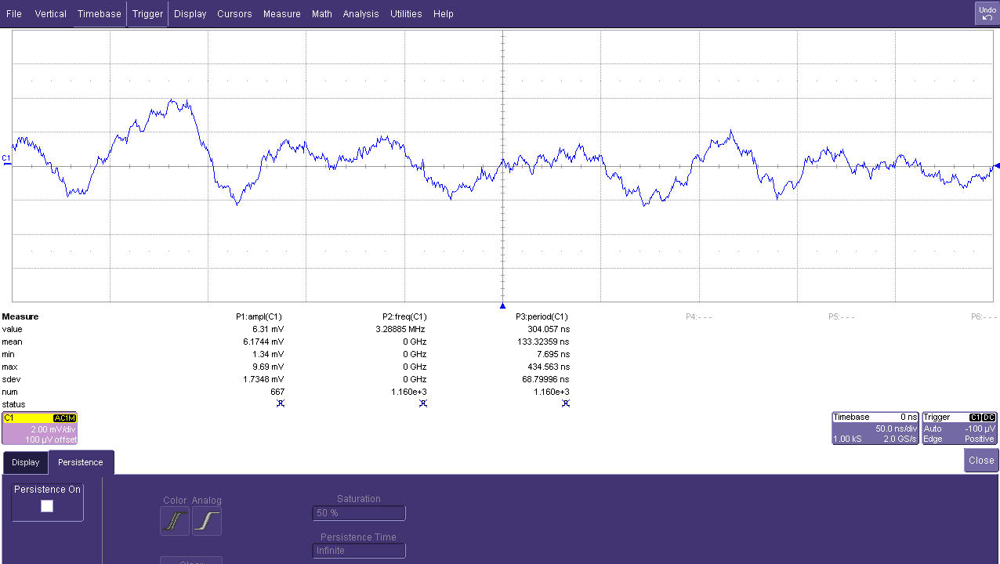 File Vertical Timebase Trigger Display Cursors Measure Math Analysis Utilities Help Undo
C1
Measure P1:ampl(C1) P2:freq(C1) P3:period(C1) P4:- - - P5:- - - P6:- - -
value 6.31 mV 3.28885 MHz 304.057 ns
mean 6.1744 mV 0 GHz 133.32359 ns
min 1.34 mV 0 GHz 7.695 ns
max 9.69 mV 0 GHz 434.563 ns
sdev 1.7348 mV 0 GHz 68.79996 ns
num 667 1.160e+3 1.160e+3
status
C1 AC1M
2.00 mV/div
100 µV offset
Timebase 0 ns
50.0 ns/div
1.00 kS 2.0 GS/s
Trigger C1 DC
Auto -100 µV
Edge Positive
Display Persistence Close
Persistence On
Color Analog
Saturation
50 %
Persistence Time
Infinite
Clear